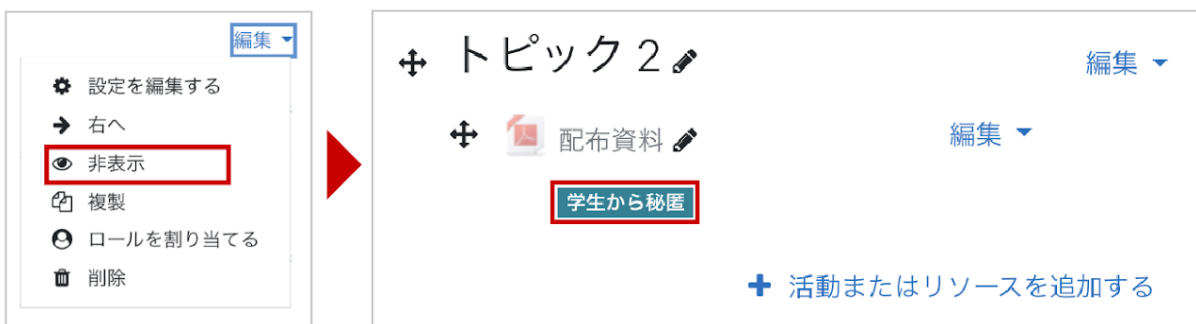 編集
設定を編集する
右へ
非表示
複製
ロールを割り当てる
削除
トピック 2
編集
配布資料
編集
学生から秘匿
活動またはリソースを追加する